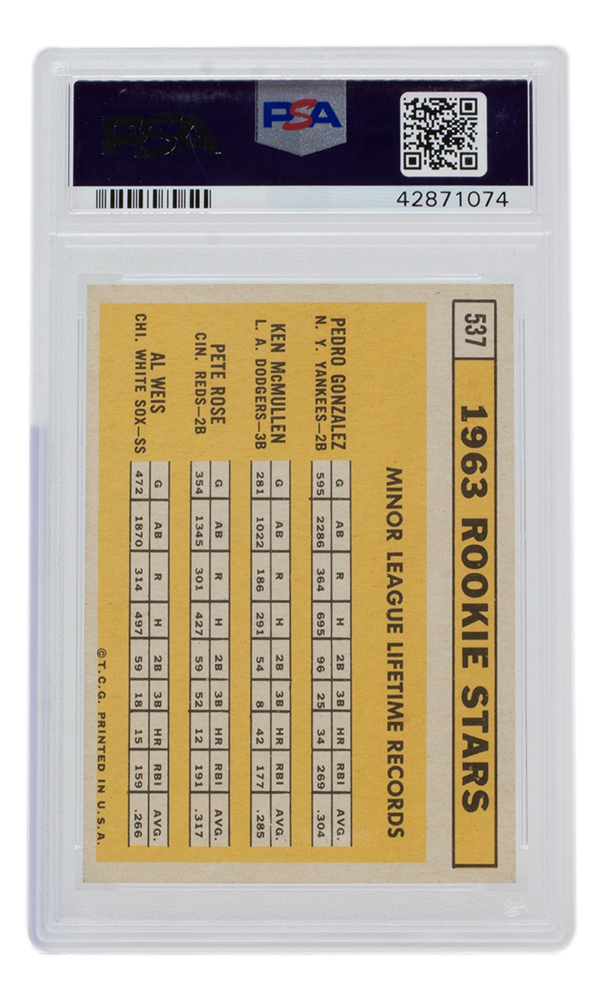 PSA
PSA
42871074
537
1963 ROOKIE STARS
MINOR LEAGUE LIFETIME RECORDS
G AB R H 2B 3B HR RBI AVG.
PEDRO GONZALEZ
N. Y. YANKEES—2B 595 2286 364 695 96 25 34 269 .304
G AB R H 2B 3B HR RBI AVG.
KEN McMULLEN
L. A. DODGERS—3B 281 1022 186 291 54 8 42 177 .285
G AB R H 2B 3B HR RBI AVG.
PETE ROSE
CIN. REDS—2B 354 1345 301 427 59 52 12 191 .317
G AB R H 2B 3B HR RBI AVG.
AL WEIS
CHI. WHITE SOX—SS 472 1870 314 497 59 18 15 159 .266
©T.C.G. PRINTED IN U.S.A.